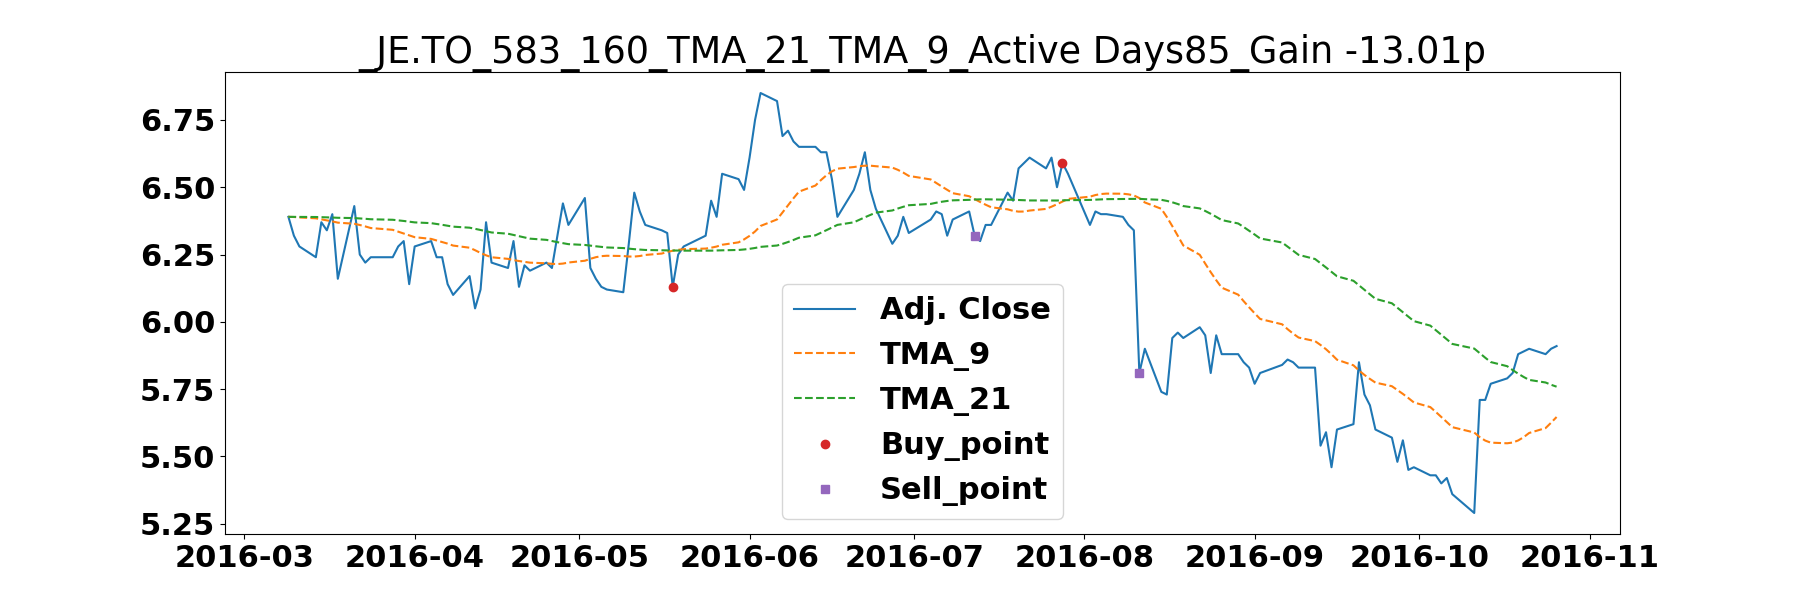 _JE.TO_583_160_TMA_21_TMA_9_Active Days85_Gain -13.01p
6.75
6.50
6.25
6.00
5.75
5.50
5.25
Adj. Close
TMA_9
TMA_21
Buy_point
Sell_point
2016-03 2016-04 2016-05 2016-06 2016-07 2016-08 2016-09 2016-10 2016-11